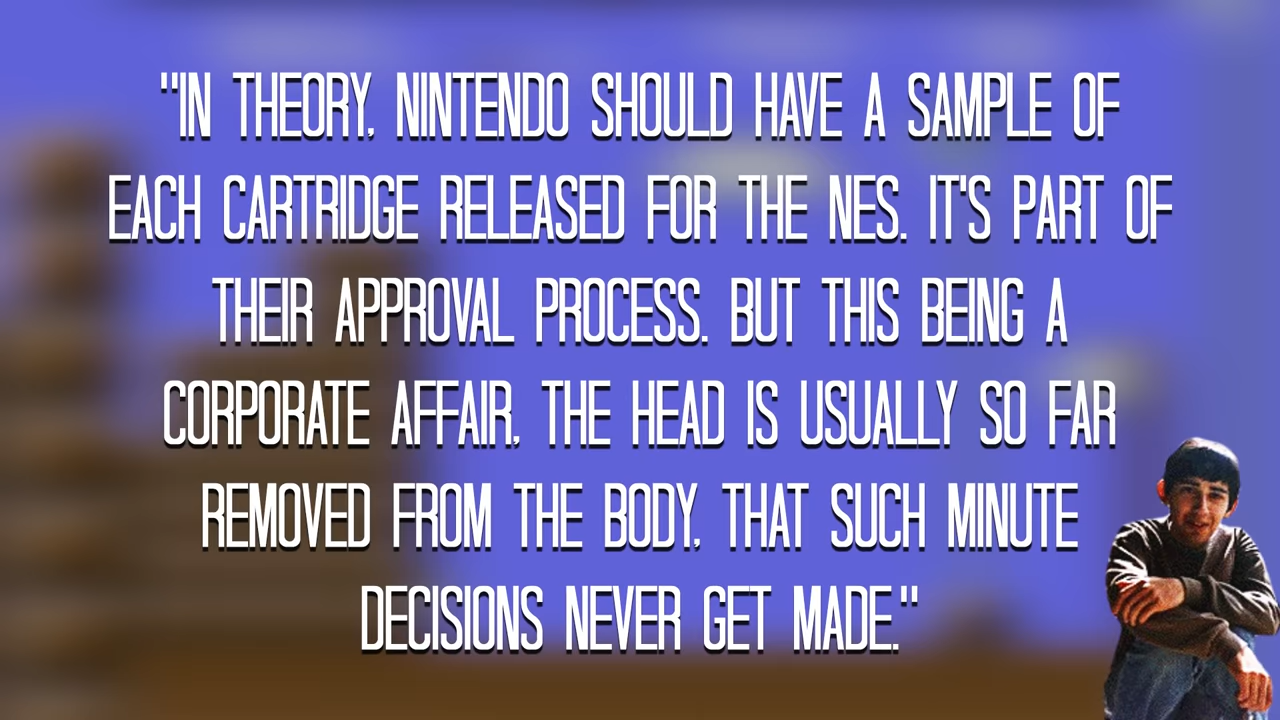 "IN THEORY, NINTENDO SHOULD HAVE A SAMPLE OF
EACH CARTRIDGE RELEASED FOR THE NES. IT'S PART OF
THEIR APPROVAL PROCESS. BUT THIS BEING A
CORPORATE AFFAIR, THE HEAD IS USUALLY SO FAR
REMOVED FROM THE BODY, THAT SUCH MINUTE
DECISIONS NEVER GET MADE."